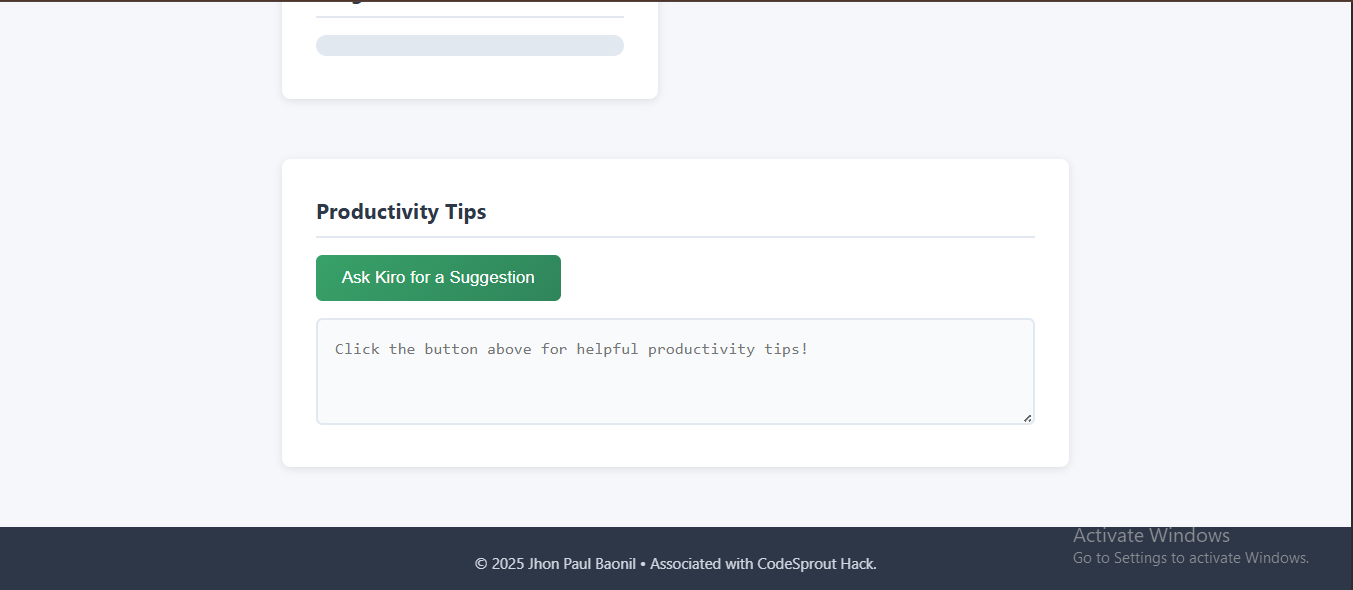 Productivity Tips
Ask Kiro for a Suggestion
Click the button above for helpful productivity tips!
Activate Windows
Go to Settings to activate Windows.
© 2025 Jhon Paul Baonil • Associated with CodeSprout Hack.